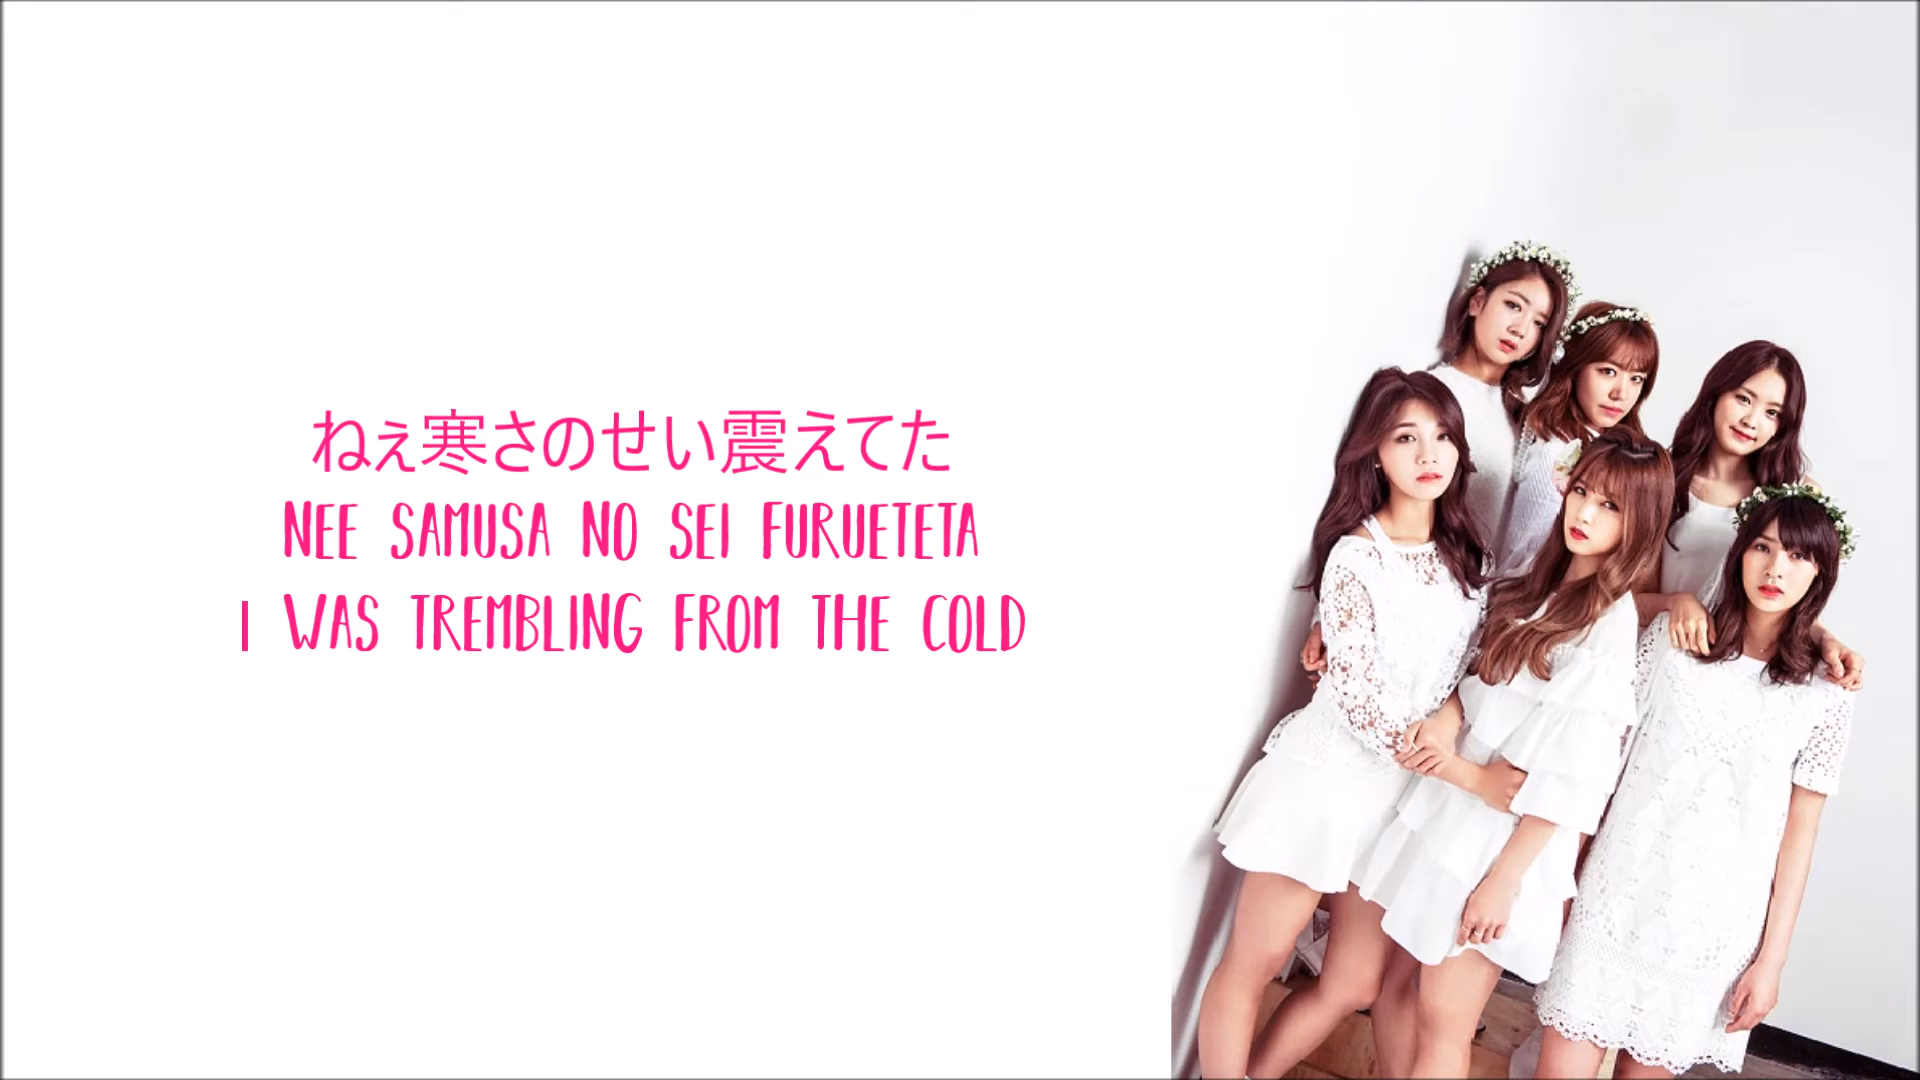 ねぇ寒さのせい震えてた
NEE SAMUSA NO SEI FURUETETA
I WAS TREMBLING FROM THE COLD